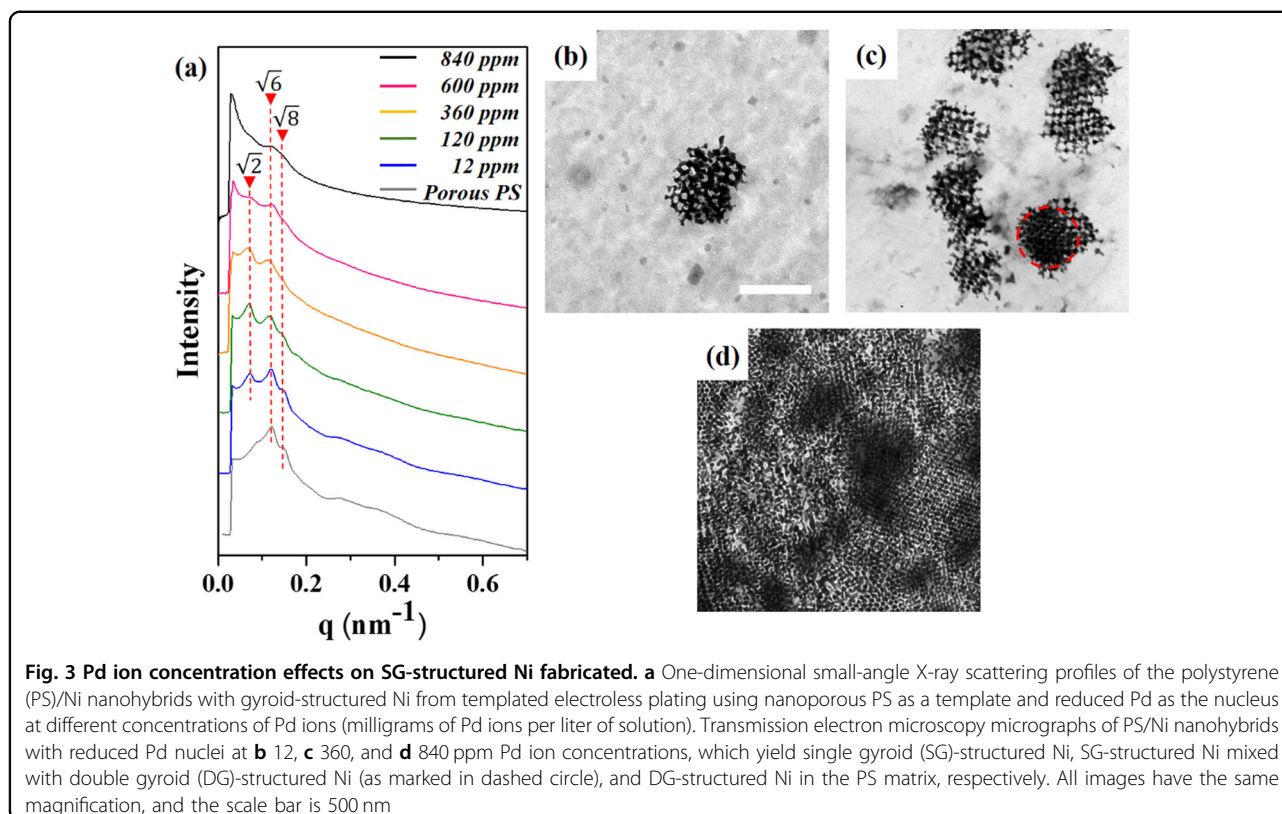 (a)
840 ppm
600 ppm
360 ppm
120 ppm
12 ppm
Porous PS
√6
√8
√2
Intensity
0.0 0.2 0.4 0.6
q (nm⁻¹)
(b)
(c)
(d)
Fig. 3 Pd ion concentration effects on SG-structured Ni fabricated. a One-dimensional small-angle X-ray scattering profiles of the polystyrene
(PS)/Ni nanohybrids with gyroid-structured Ni from templated electroless plating using nanoporous PS as a template and reduced Pd as the nucleus
at different concentrations of Pd ions (milligrams of Pd ions per liter of solution). Transmission electron microscopy micrographs of PS/Ni nanohybrids
with reduced Pd nuclei at b 12, c 360, and d 840 ppm Pd ion concentrations, which yield single gyroid (SG)-structured Ni, SG-structured Ni mixed
with double gyroid (DG)-structured Ni (as marked in dashed circle), and DG-structured Ni in the PS matrix, respectively. All images have the same
magnification, and the scale bar is 500 nm